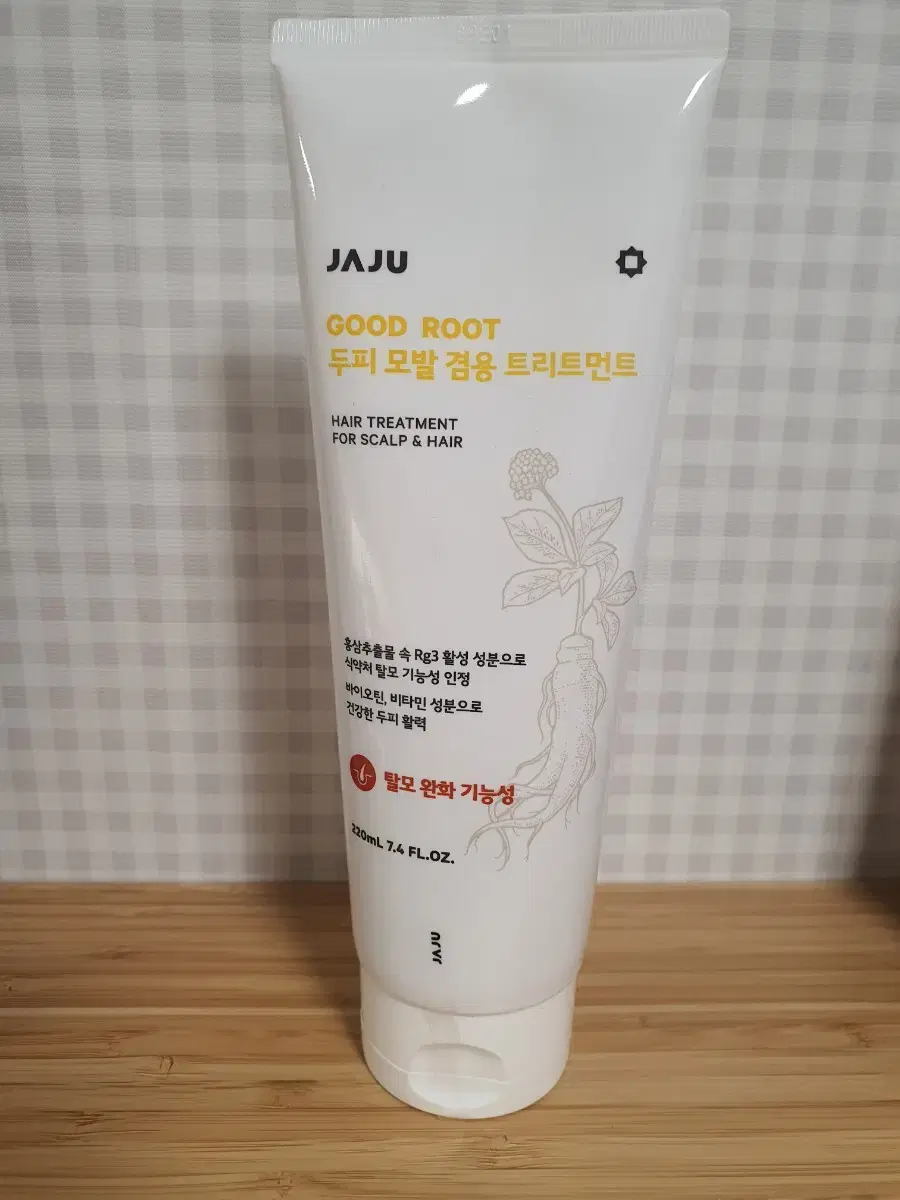 JAJU
GOOD ROOT
두피 모발 겸용 트리트먼트
HAIR TREATMENT
FOR SCALP & HAIR
홍삼추출물 속 Rg3 활성 성분으로
식약처 탈모 기능성 인정
바이오틴, 비타민 성분으로
건강한 두피 활력
탈모 완화 기능성
220mL 7.4 FL.OZ.
JAJU